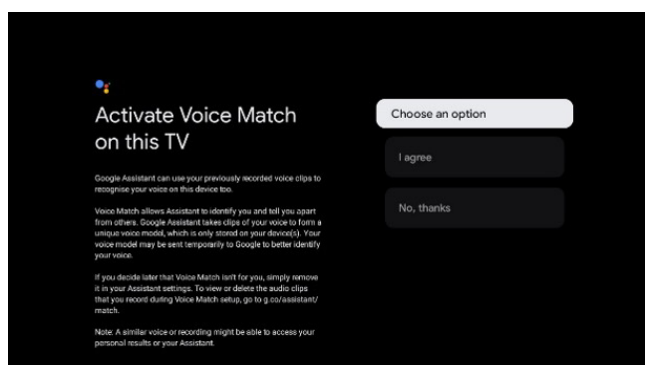 Activate Voice Match
on this TV
Google Assistant can use your previously recorded voice clips to
recognise your voice on this device too.
Voice Match allows Assistant to identify you and tell you apart
from others. Google Assistant takes clips of your voice to form a
unique voice model, which is only stored on your device(s). Your
voice model may be sent temporarily to Google to better identify
your voice.
If you decide later that Voice Match isn't for you, simply remove
it in your Assistant settings. To view or delete the audio clips
that you record during Voice Match setup, go to g.co/assistant/
match.
Note: A similar voice or recording might be able to access your
personal results or your Assistant.
Choose an option
I agree
No, thanks